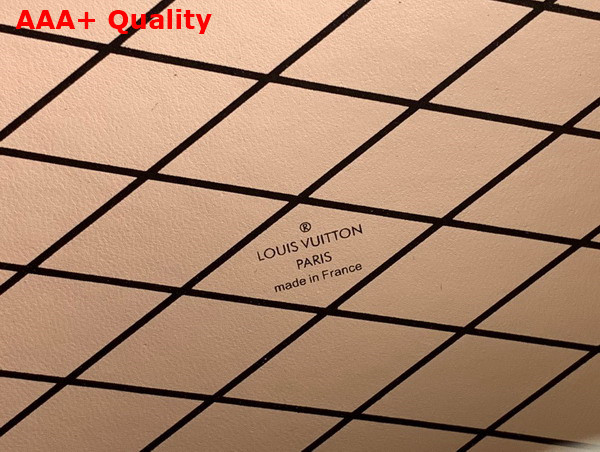 AAA+ Quality
®
LOUIS VUITTON
PARIS
made in France